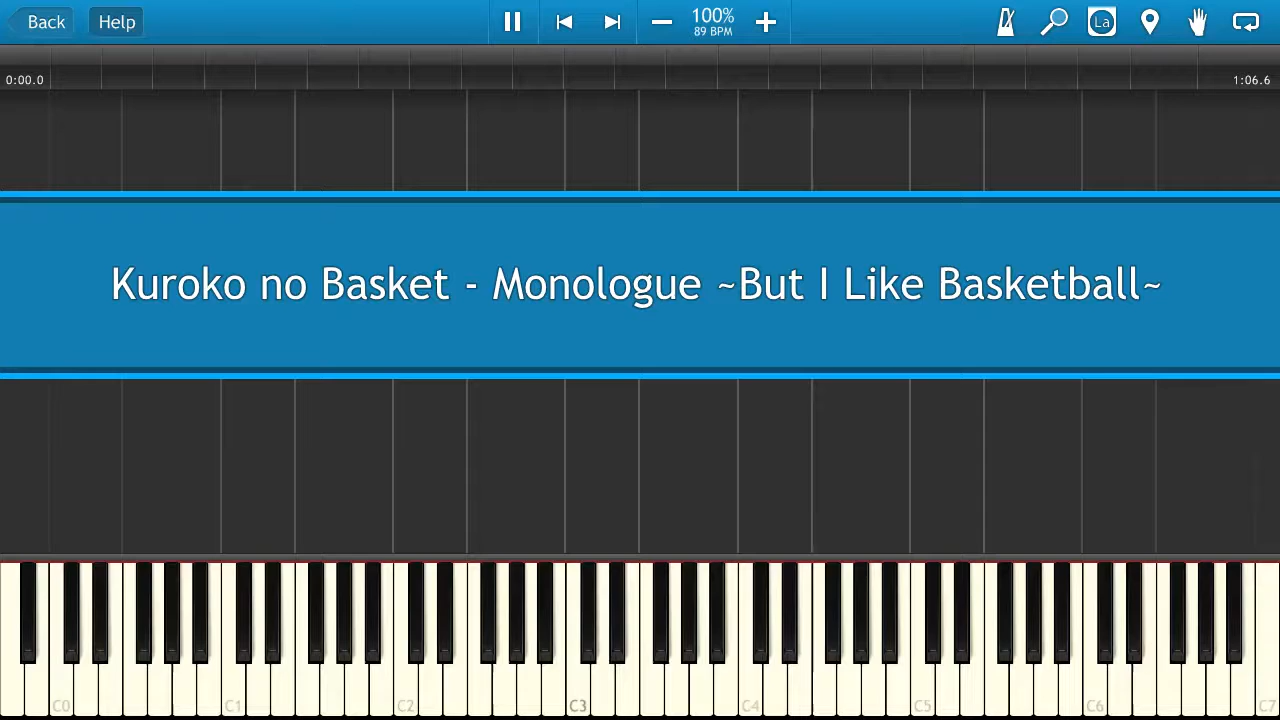 Back
Help
100%
89 BPM
La
0:00.0
1:06.6
Kuroko no Basket - Monologue ~But I Like Basketball~
C0
C1
C2
C3
C4
C5
C6
C7